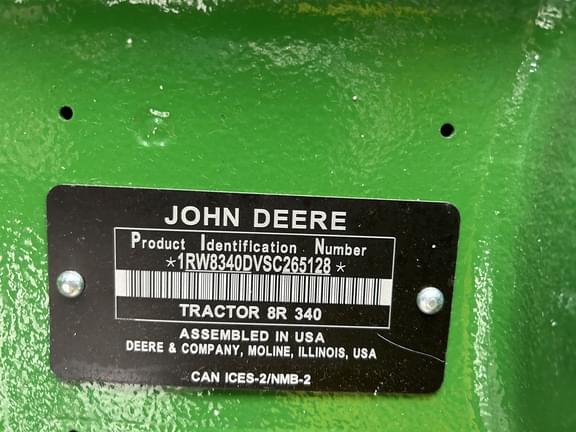 JOHN DEERE
Product Identification Number
*1RW8340DVSC265128*
TRACTOR 8R 340
ASSEMBLED IN USA
DEERE & COMPANY, MOLINE, ILLINOIS, USA
CAN ICES-2/NMB-2